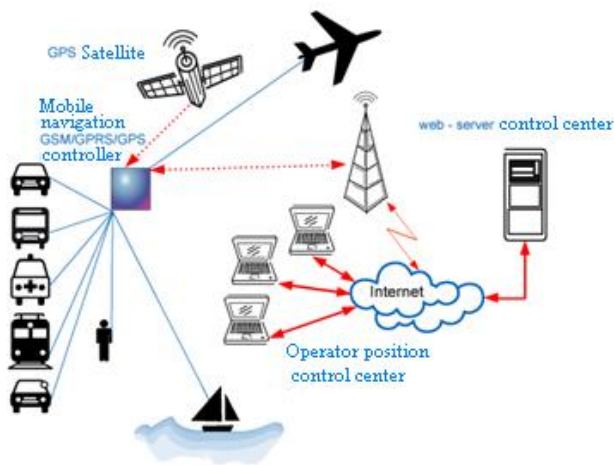 GPS Satellite
Mobile
navigation
GSM/GPRS/GPS
controller
web - server control center
Internet
Operator position
control center